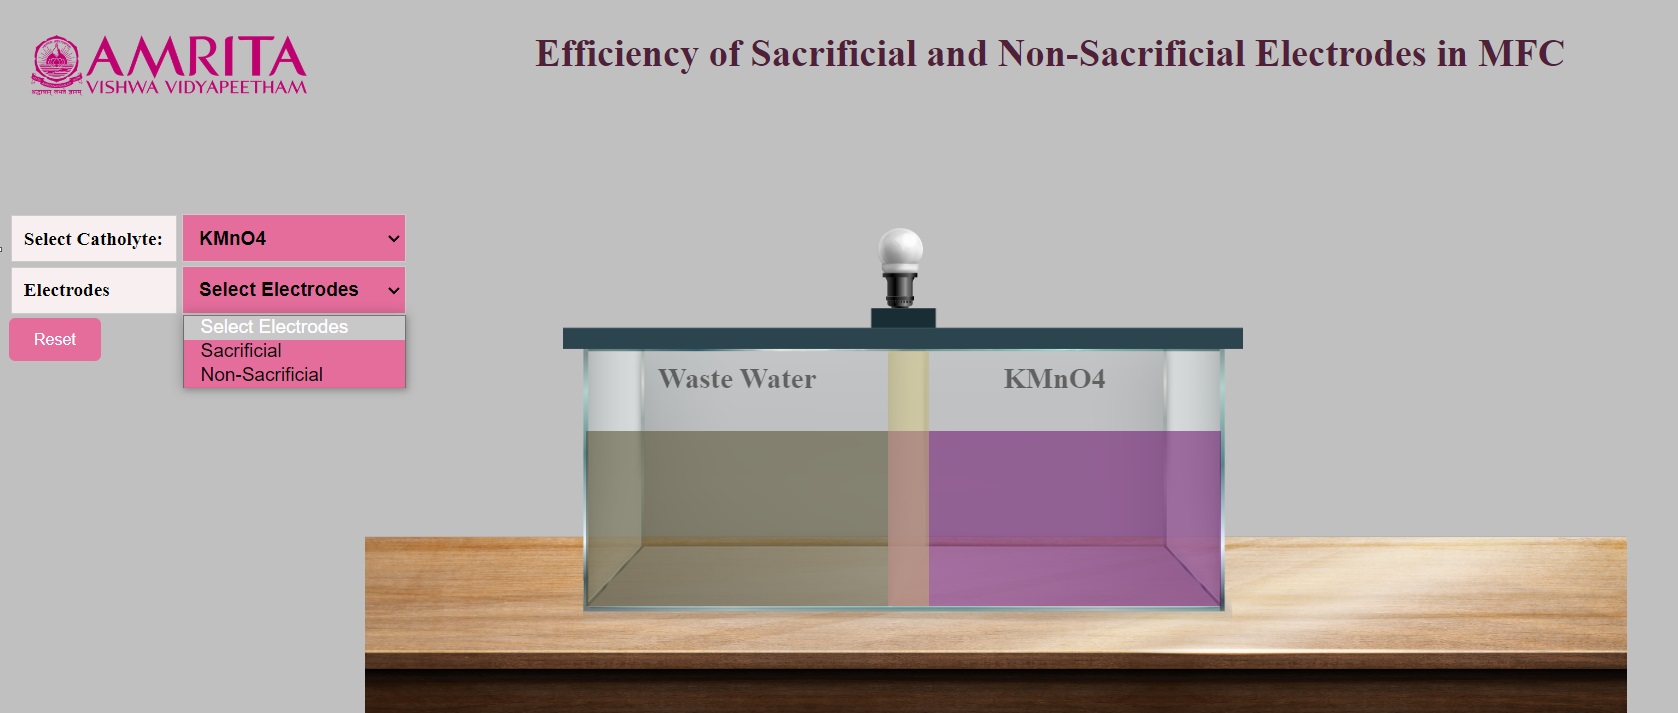 AMRITA
VISHWA VIDYAPEETHAM
Efficiency of Sacrificial and Non-Sacrificial Electrodes in MFC
Select Catholyte:
KMnO4
Electrodes
Select Electrodes
Reset
Select Electrodes
Sacrificial
Non-Sacrificial
Waste Water
KMnO4